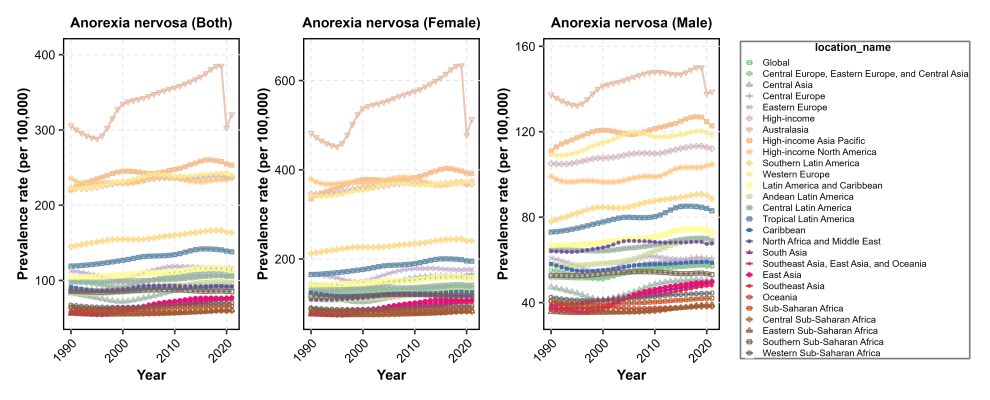 Anorexia nervosa (Both)
Prevalence rate (per 100,000)
400
300
200
100
1990
2000
2010
2020
Year
Anorexia nervosa (Female)
Prevalence rate (per 100,000)
600
400
200
1990
2000
2010
2020
Year
Anorexia nervosa (Male)
Prevalence rate (per 100,000)
160
120
80
40
1990
2000
2010
2020
Year
location_name
Global
Central Europe, Eastern Europe, and Central Asia
Central Asia
Central Europe
Eastern Europe
High-income
Australasia
High-income Asia Pacific
High-income North America
Southern Latin America
Western Europe
Latin America and Caribbean
Andean Latin America
Central Latin America
Tropical Latin America
Caribbean
North Africa and Middle East
South Asia
Southeast Asia, East Asia, and Oceania
East Asia
Southeast Asia
Oceania
Sub-Saharan Africa
Central Sub-Saharan Africa
Eastern Sub-Saharan Africa
Southern Sub-Saharan Africa
Western Sub-Saharan Africa